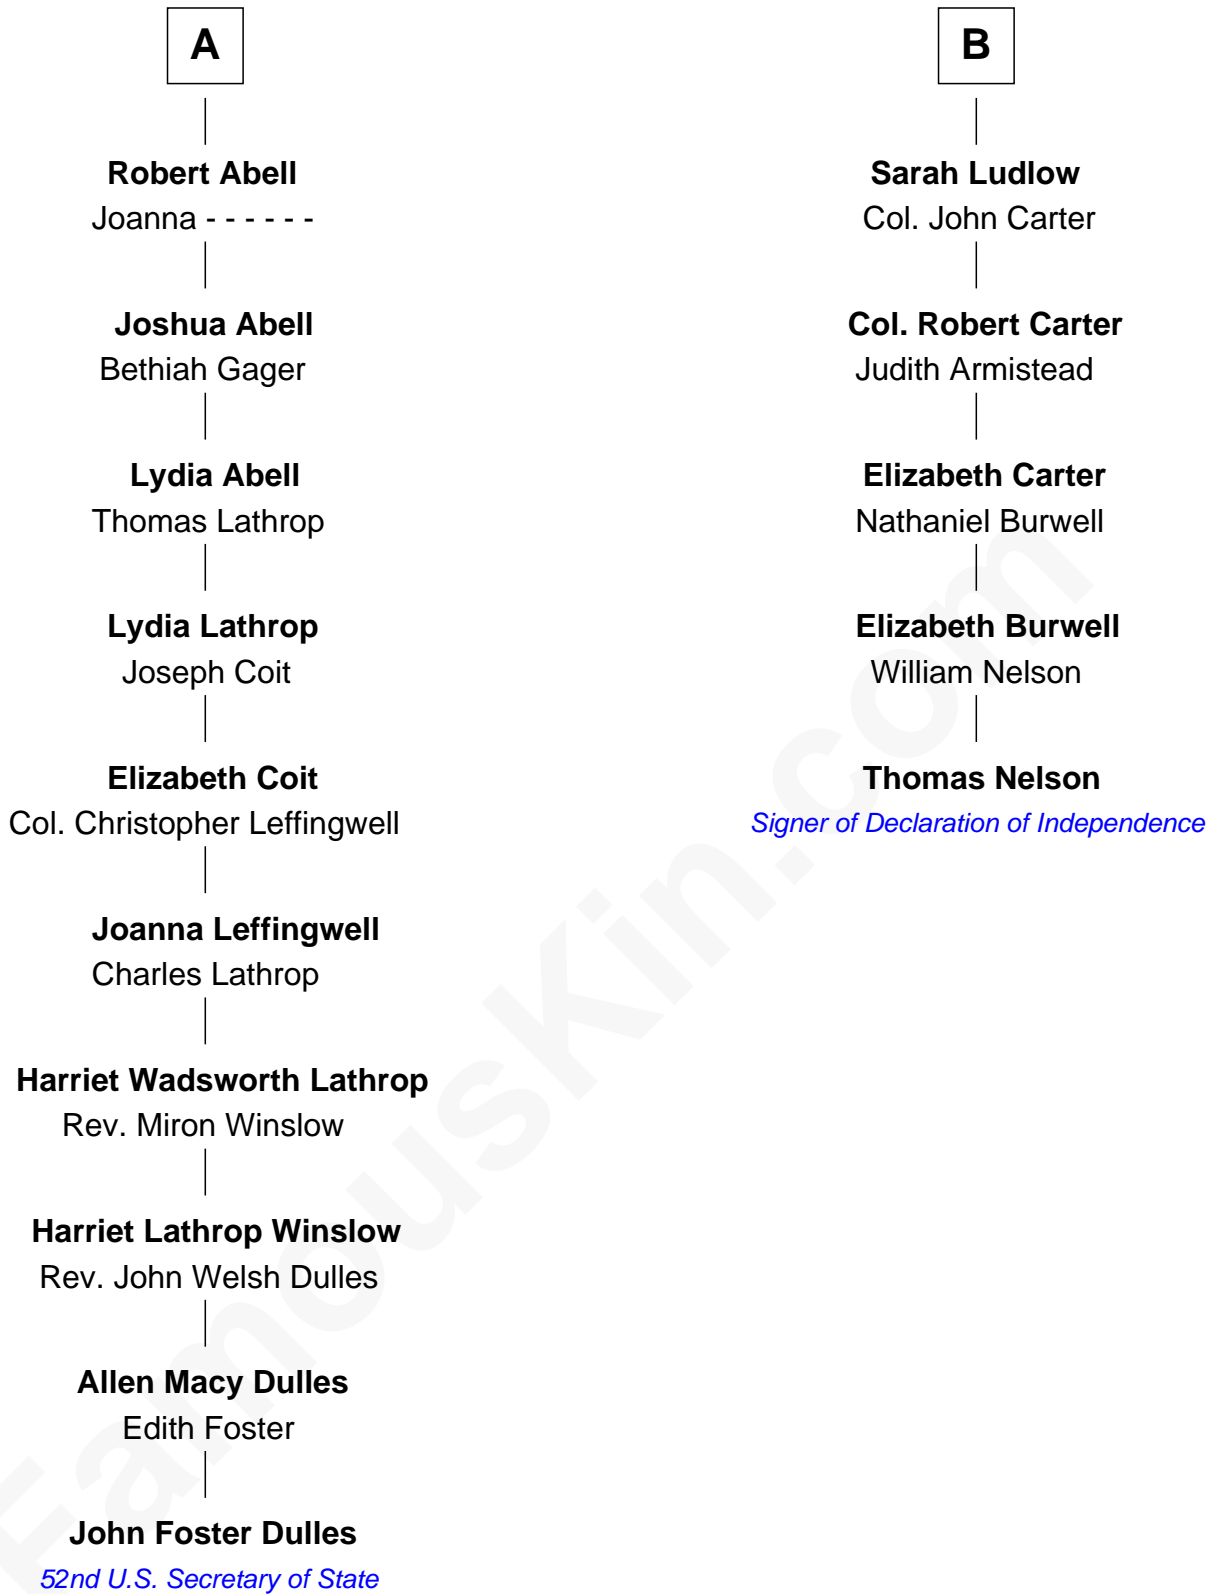 A
Robert Abell
Joanna - - - - - -
Joshua Abell
Bethiah Gager
Lydia Abell
Thomas Lathrop
Lydia Lathrop
Joseph Coit
Elizabeth Coit
Col. Christopher Leffingwell
Joanna Leffingwell
Charles Lathrop
Harriet Wadsworth Lathrop
Rev. Miron Winslow
Harriet Lathrop Winslow
Rev. John Welsh Dulles
Allen Macy Dulles
Edith Foster
John Foster Dulles
52nd U.S. Secretary of State
B
Sarah Ludlow
Col. John Carter
Col. Robert Carter
Judith Armistead
Elizabeth Carter
Nathaniel Burwell
Elizabeth Burwell
William Nelson
Thomas Nelson
Signer of Declaration of Independence
FamousKin.com